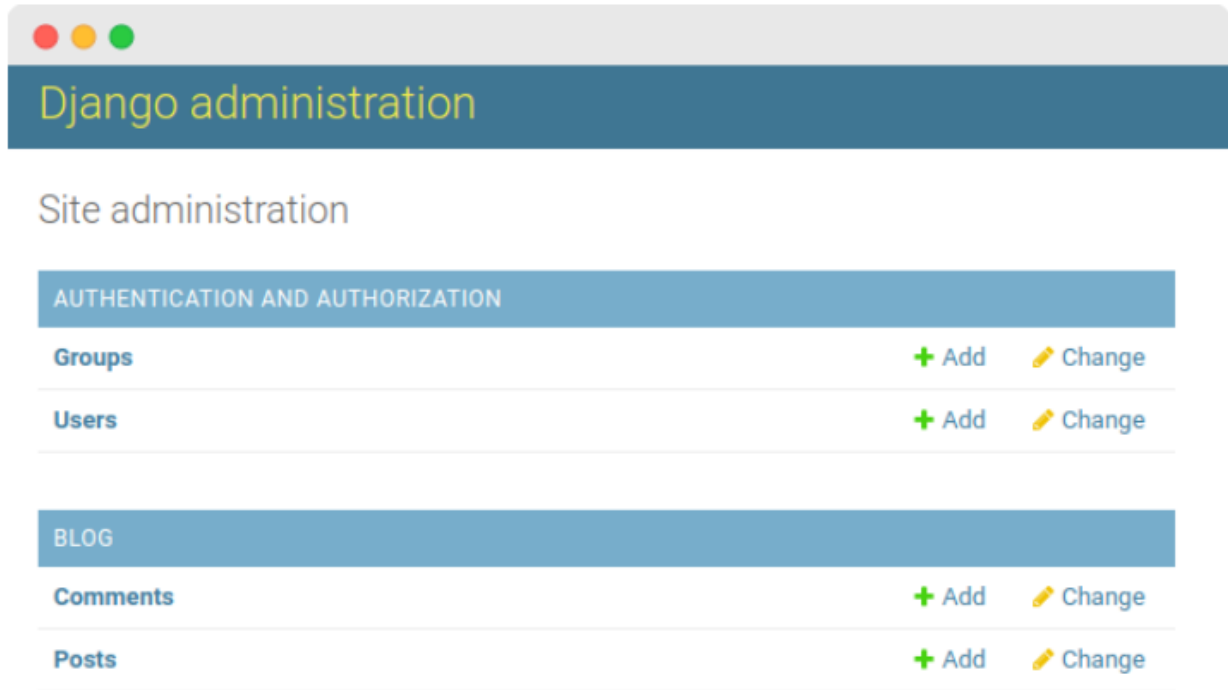 Django administration
Site administration
AUTHENTICATION AND AUTHORIZATION
Groups Add Change
Users Add Change
BLOG
Comments Add Change
Posts Add Change